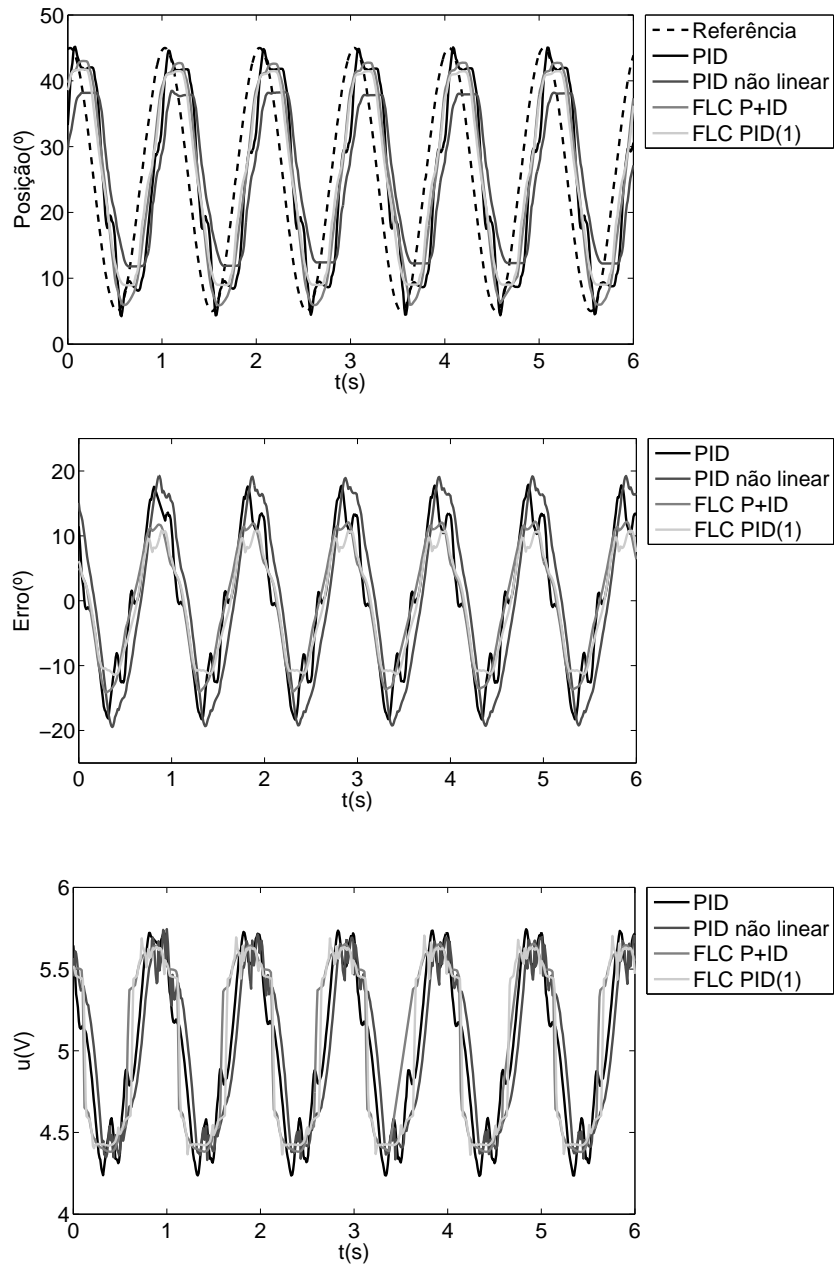 50
40
30
20
10
0
Posição(º)
0 1 2 3 4 5 6
t(s)
Referência
PID
PID não linear
FLC P+ID
FLC PID(1)
20
10
0
−10
−20
Erro(º)
0 1 2 3 4 5 6
t(s)
PID
PID não linear
FLC P+ID
FLC PID(1)
6
5.5
5
4.5
4
u(V)
0 1 2 3 4 5 6
t(s)
PID
PID não linear
FLC P+ID
FLC PID(1)